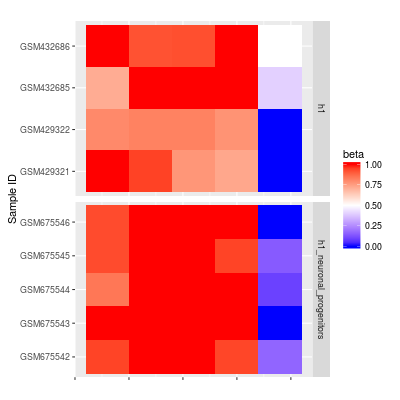 Sample ID
GSM432686
GSM432685
GSM429322
GSM429321
h1
GSM675546
GSM675545
GSM675544
GSM675543
GSM675542
h1_neuronal_progenitors
beta
1.00
0.75
0.50
0.25
0.00